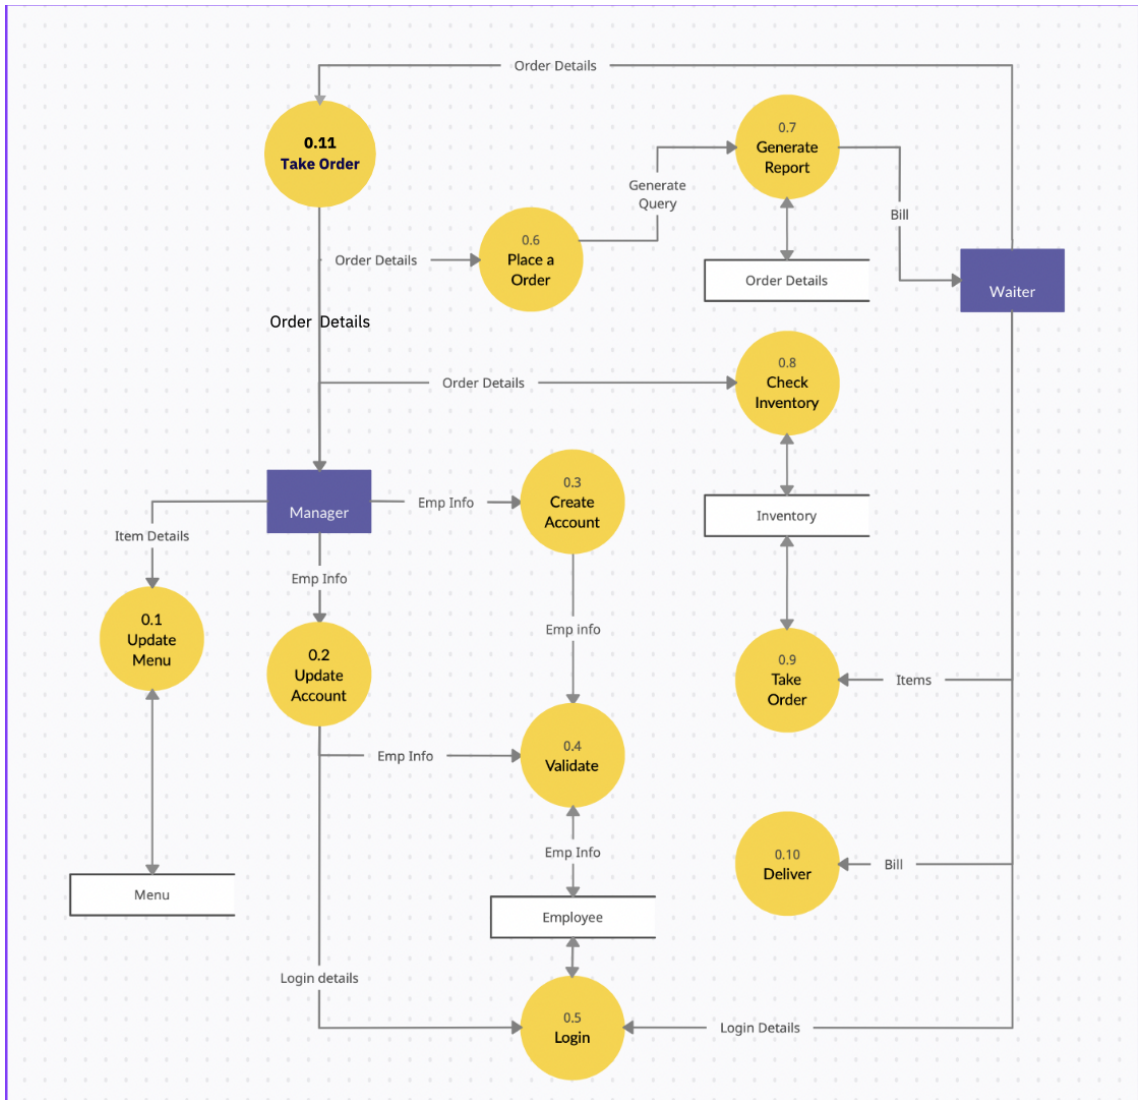 Order Details
0.11
Take Order
0.7
Generate
Report
Generate
Query
Bill
0.6
Place a
Order
Order Details
Order Details
Waiter
Order Details
0.8
Check
Inventory
Order Details
Manager
Emp Info
0.3
Create
Account
Inventory
Item Details
Emp Info
0.1
Update
Menu
0.2
Update
Account
Emp info
0.9
Take
Order
Items
Emp Info
0.4
Validate
Emp Info
0.10
Deliver
Bill
Menu
Employee
Login details
0.5
Login
Login Details